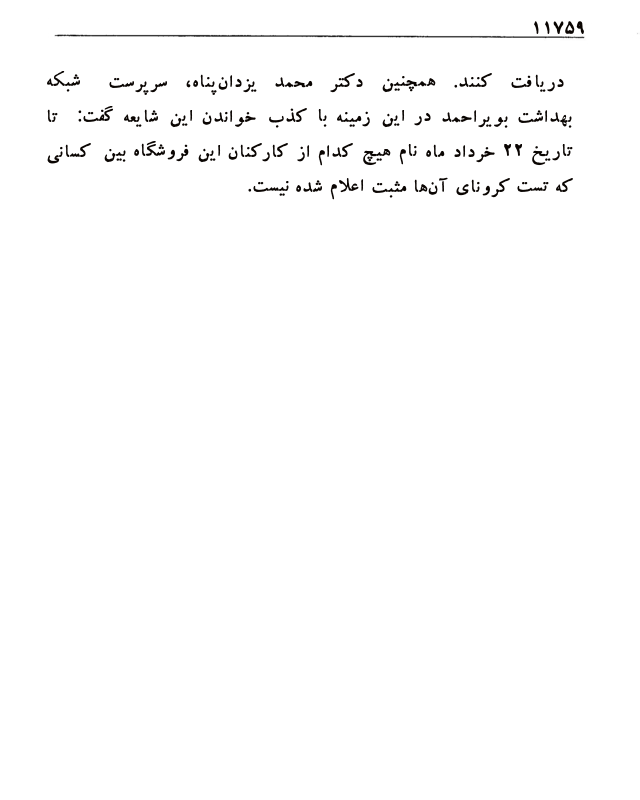 ۱۱۷۵۹
دریافت کنند. همچنین دکتر محمد یزدان‌پناه، سرپرست شبکه
بهداشت بویراحمد در این زمینه با کذب خواندن این شایعه گفت: تا
تاریخ ۲۲ خرداد ماه نام هیچ کدام از کارکنان این فروشگاه بین کسانی
که تست کرونای آن‌ها مثبت اعلام شده نیست.